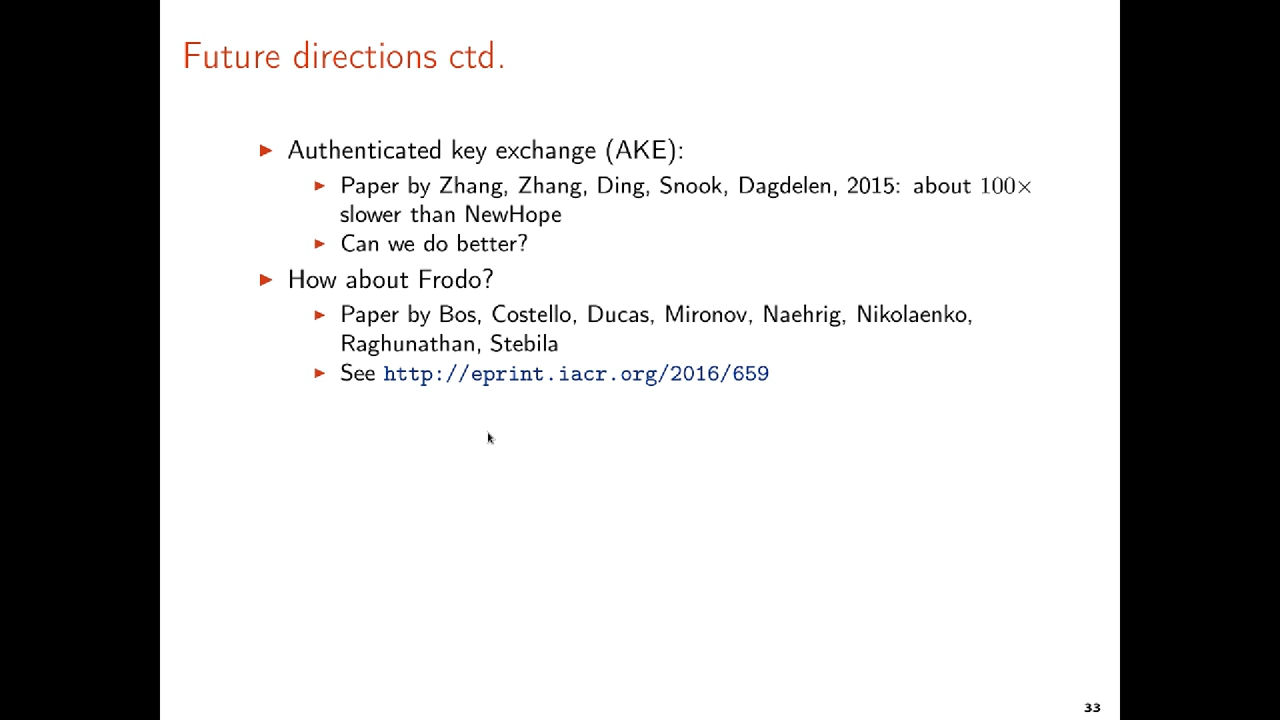 Future directions ctd.
Authenticated key exchange (AKE):
Paper by Zhang, Zhang, Ding, Snook, Dagdelen, 2015: about 100×
slower than NewHope
Can we do better?
How about Frodo?
Paper by Bos, Costello, Ducas, Mironov, Naehrig, Nikolaenko,
Raghunathan, Stebila
See http://eprint.iacr.org/2016/659
33